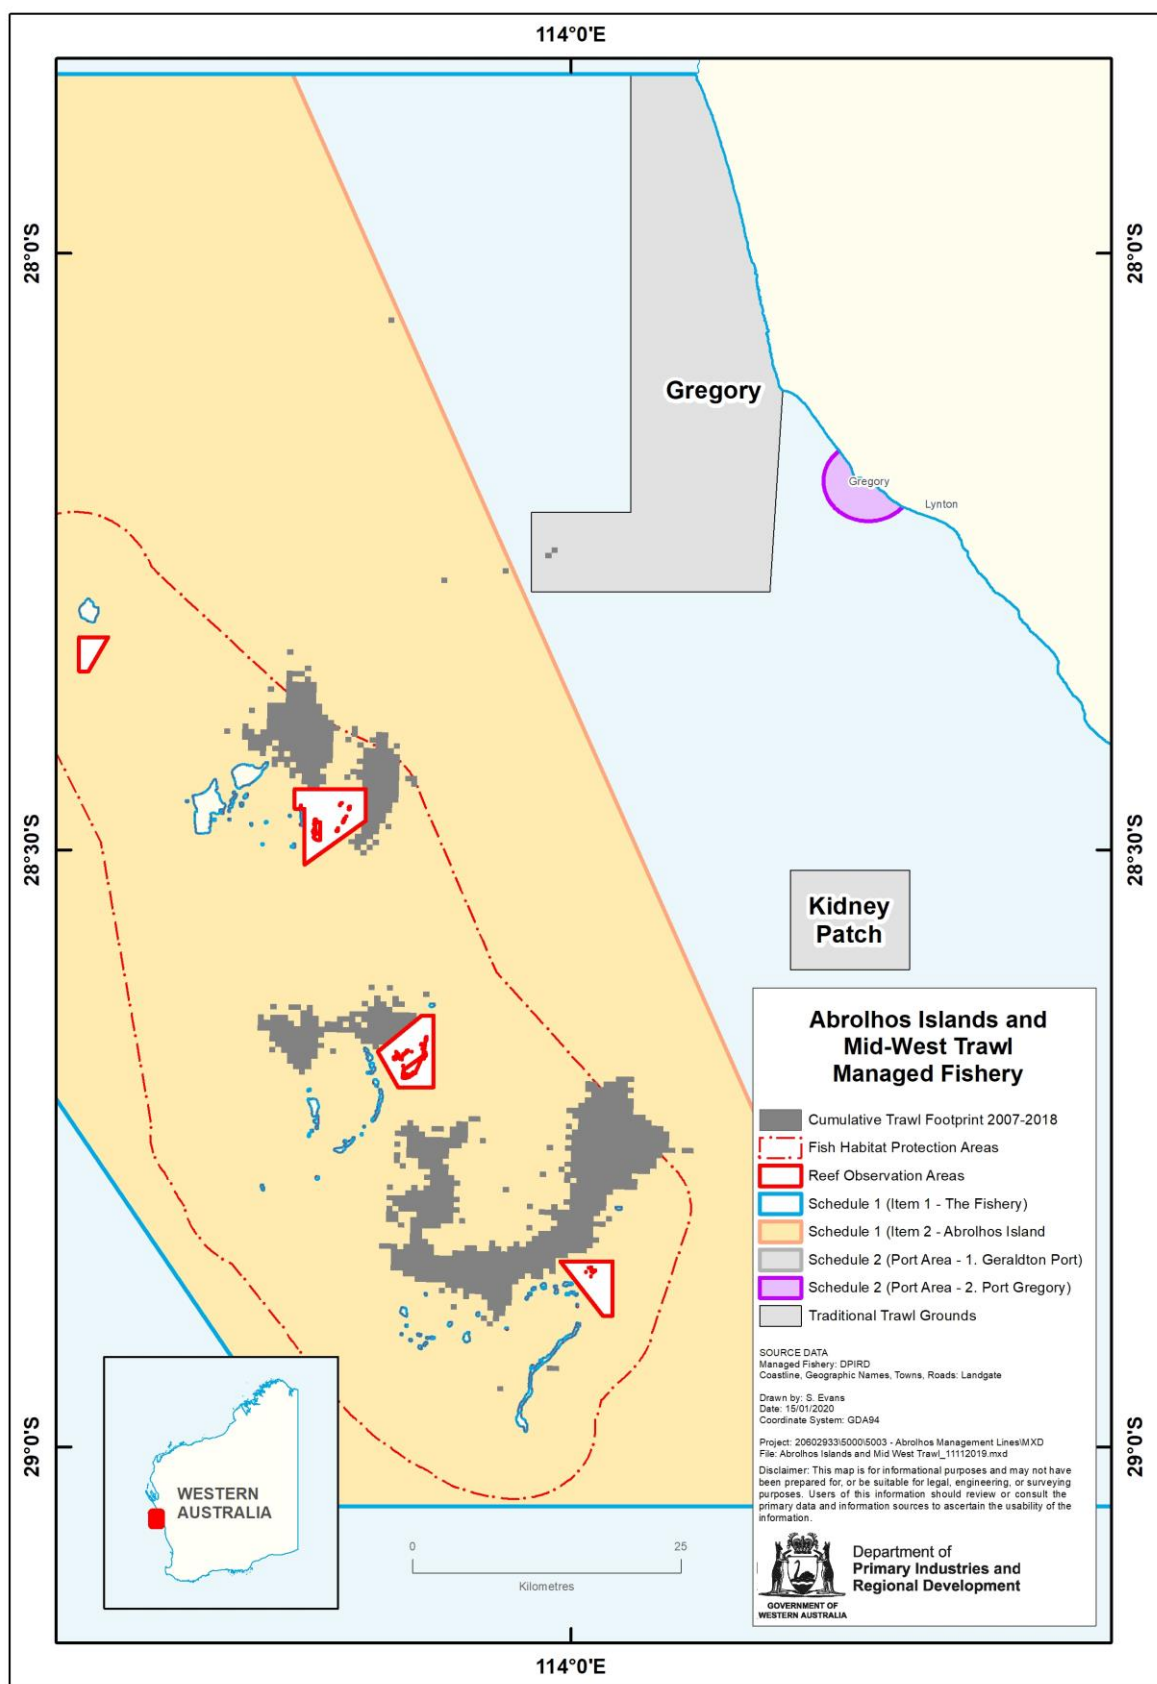 114°0'E
28°0'S
28°0'S
Gregory
Gregory
Lynton
28°30'S
28°30'S
Kidney
Patch
Abrolhos Islands and
Mid-West Trawl
Managed Fishery
Cumulative Trawl Footprint 2007-2018
Fish Habitat Protection Areas
Reef Observation Areas
Schedule 1 (Item 1 - The Fishery)
Schedule 1 (Item 2 - Abrolhos Island
Schedule 2 (Port Area - 1. Geraldton Port)
Schedule 2 (Port Area - 2. Port Gregory)
Traditional Trawl Grounds
SOURCE DATA
Managed Fishery: DPIRD
Coastline, Geographic Names, Towns, Roads: Landgate
Drawn by: S. Evans
Date: 15/01/2020
Coordinate System: GDA94
Project: 20602933\5000\5003 - Abrolhos Management Lines\MXD
File: Abrolhos Islands and Mid West Trawl_11112019.mxd
Disclaimer: This map is for informational purposes and may not have
been prepared for, or be suitable for legal, engineering, or surveying
purposes. Users of this information should review or consult the
primary data and information sources to ascertain the usability of the
information.
29°0'S
29°0'S
WESTERN
AUSTRALIA
0 25
Kilometres
Department of
Primary Industries and
Regional Development
GOVERNMENT OF
WESTERN AUSTRALIA
114°0'E